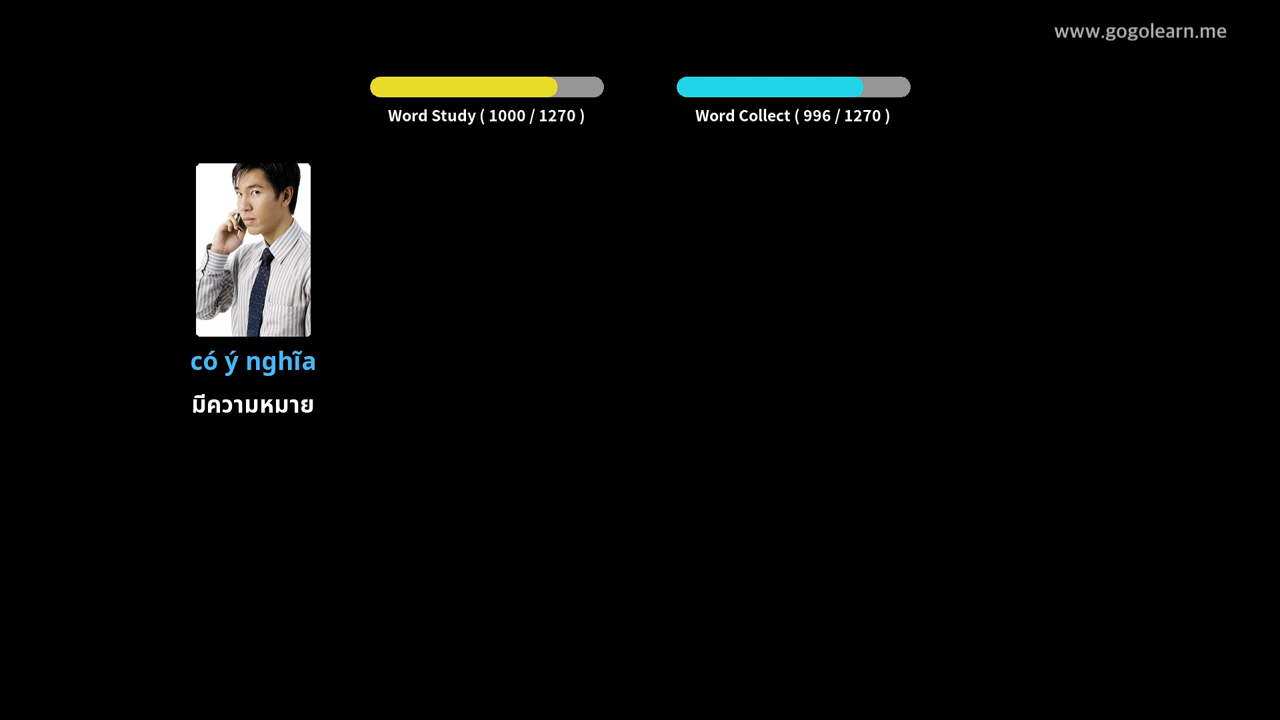 www.gogolearn.me
Word Study ( 1000 / 1270 )
Word Collect ( 996 / 1270 )
có ý nghĩa
มีความหมาย